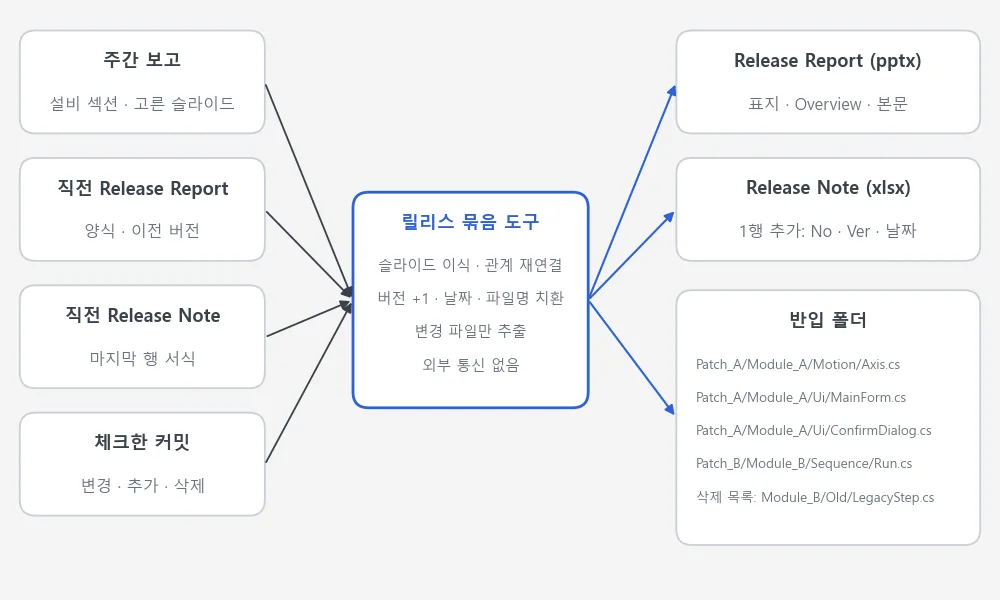 주간 보고
설비 섹션 · 고른 슬라이드
직전 Release Report
양식 · 이전 버전
직전 Release Note
마지막 행 서식
체크한 커밋
변경 · 추가 · 삭제
릴리스 묶음 도구
슬라이드 이식 · 관계 재연결
버전 +1 · 날짜 · 파일명 치환
변경 파일만 추출
외부 통신 없음
Release Report (pptx)
표지 · Overview · 본문
Release Note (xlsx)
1행 추가: No · Ver · 날짜
반입 폴더
Patch_A/Module_A/Motion/Axis.cs
Patch_A/Module_A/Ui/MainForm.cs
Patch_A/Module_A/Ui/ConfirmDialog.cs
Patch_B/Module_B/Sequence/Run.cs
삭제 목록: Module_B/Old/LegacyStep.cs